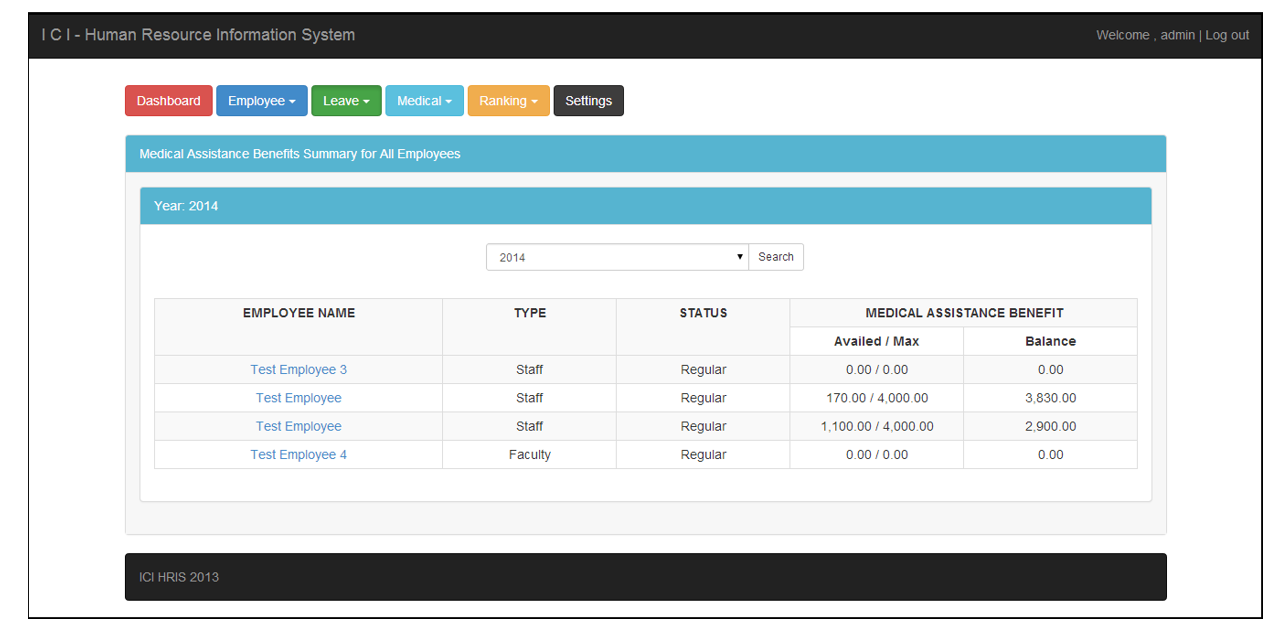 I C I - Human Resource Information System
Welcome , admin | Log out
Dashboard Employee Leave Medical Ranking Settings
Medical Assistance Benefits Summary for All Employees
Year: 2014
2014 Search
EMPLOYEE NAME TYPE STATUS MEDICAL ASSISTANCE BENEFIT
Availed / Max Balance
Test Employee 3 Staff Regular 0.00 / 0.00 0.00
Test Employee Staff Regular 170.00 / 4,000.00 3,830.00
Test Employee Staff Regular 1,100.00 / 4,000.00 2,900.00
Test Employee 4 Faculty Regular 0.00 / 0.00 0.00
ICI HRIS 2013